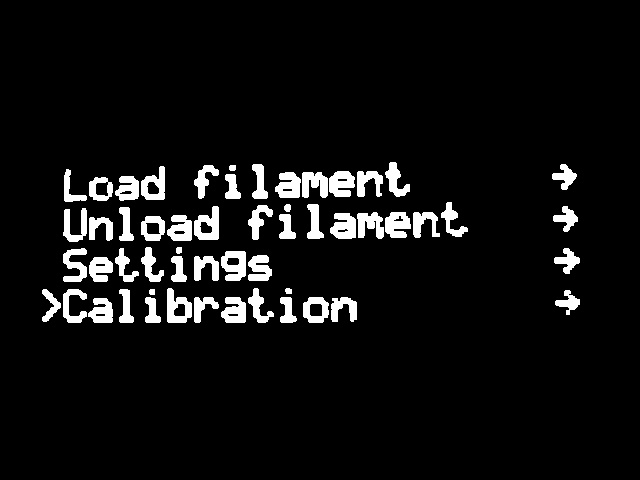 Load filament →
Unload filament →
Settings →
>Calibration →